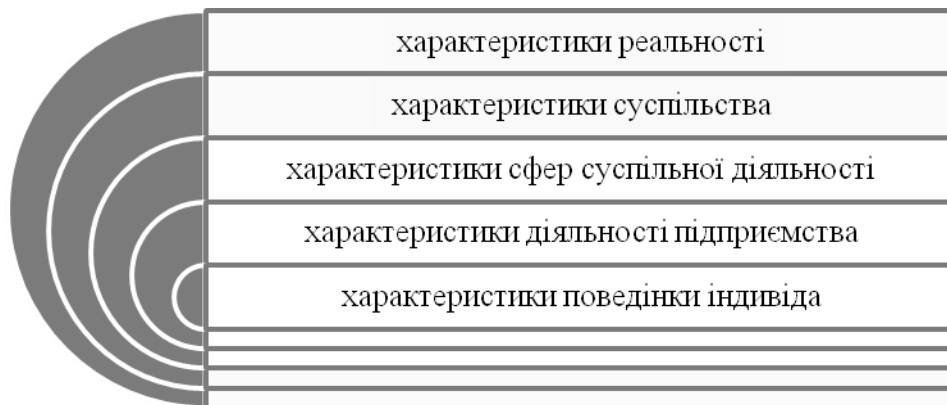 характеристики реальності
характеристики суспільства
характеристики сфер суспільної діяльності
характеристики діяльності підприємства
характеристики поведінки індивіда